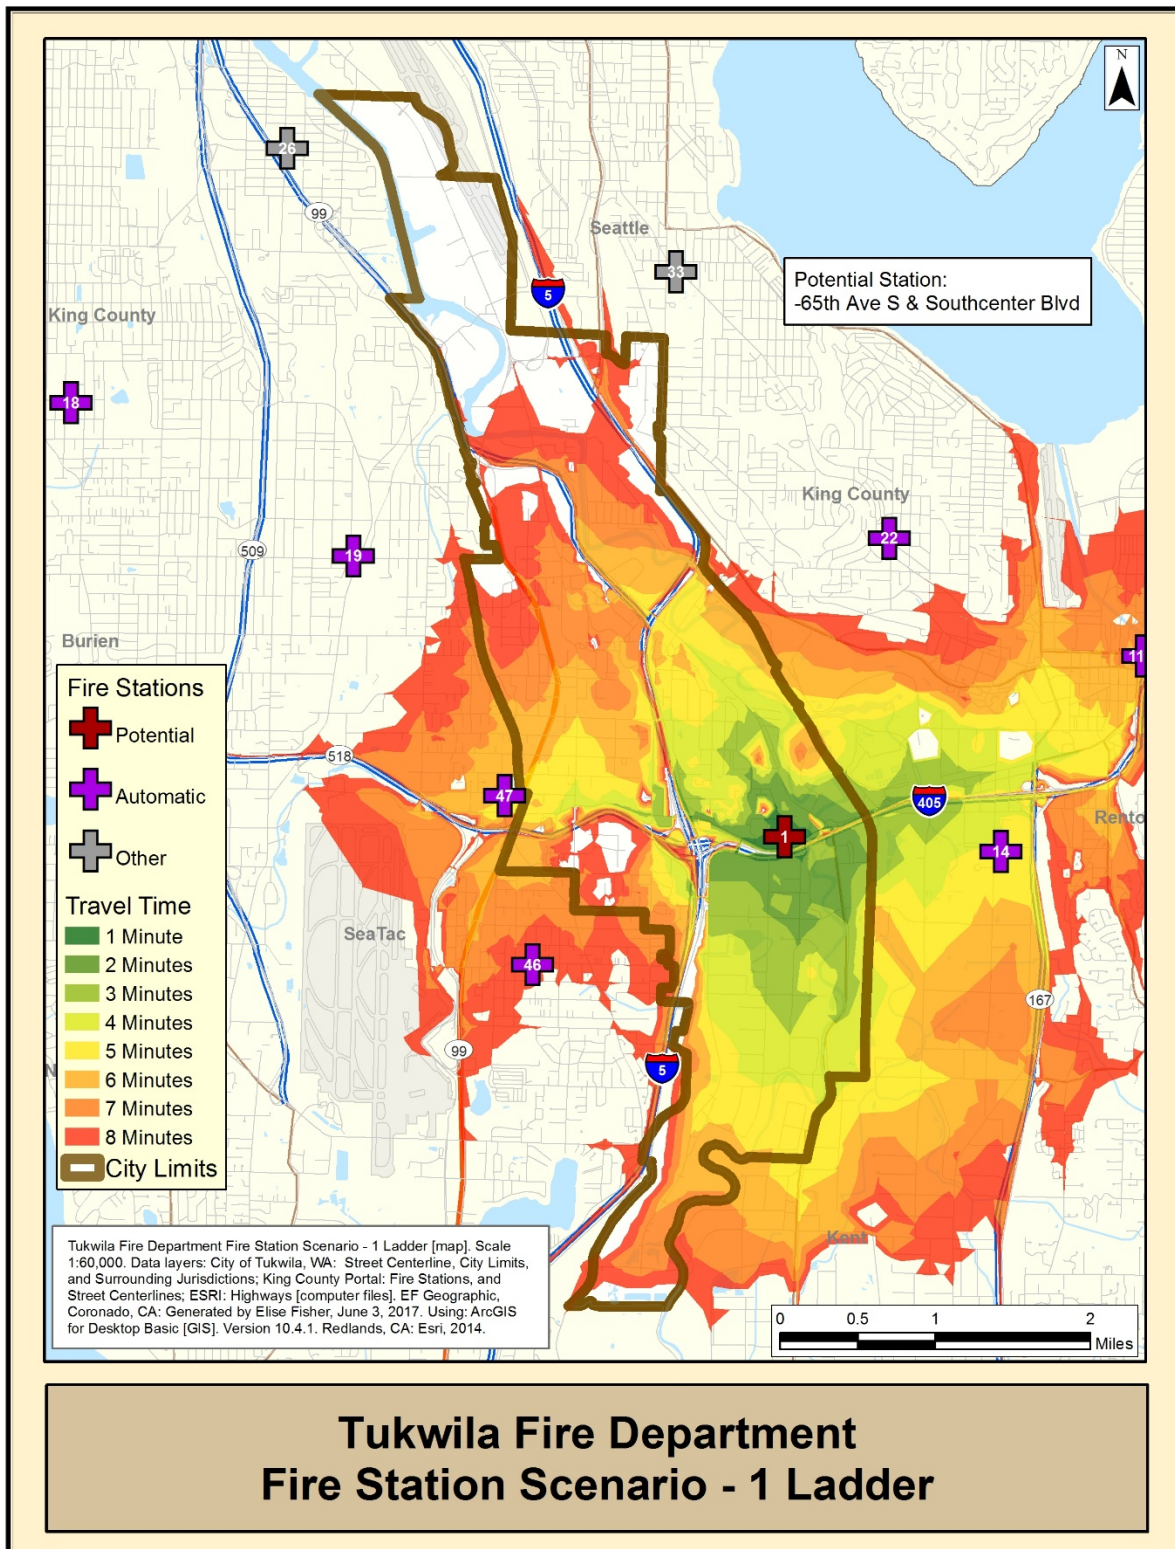 N
26
99
Seattle
33
5
Potential Station:
-65th Ave S & Southcenter Blvd
King County
18
King County
22
19
509
Burien
11
Fire Stations
Potential
Automatic
Other
518
47
405
1
14
Rento
SeaTac
46
Travel Time
1 Minute
2 Minutes
3 Minutes
4 Minutes
5 Minutes
6 Minutes
7 Minutes
8 Minutes
City Limits
167
99
5
N
Kent
Tukwila Fire Department Fire Station Scenario - 1 Ladder [map]. Scale
1:60,000. Data layers: City of Tukwila, WA: Street Centerline, City Limits,
and Surrounding Jurisdictions; King County Portal: Fire Stations, and
Street Centerlines; ESRI: Highways [computer files]. EF Geographic,
Coronado, CA: Generated by Elise Fisher, June 3, 2017. Using: ArcGIS
for Desktop Basic [GIS]. Version 10.4.1. Redlands, CA: Esri, 2014.
0 0.5 1 2
Miles
Tukwila Fire Department
Fire Station Scenario - 1 Ladder